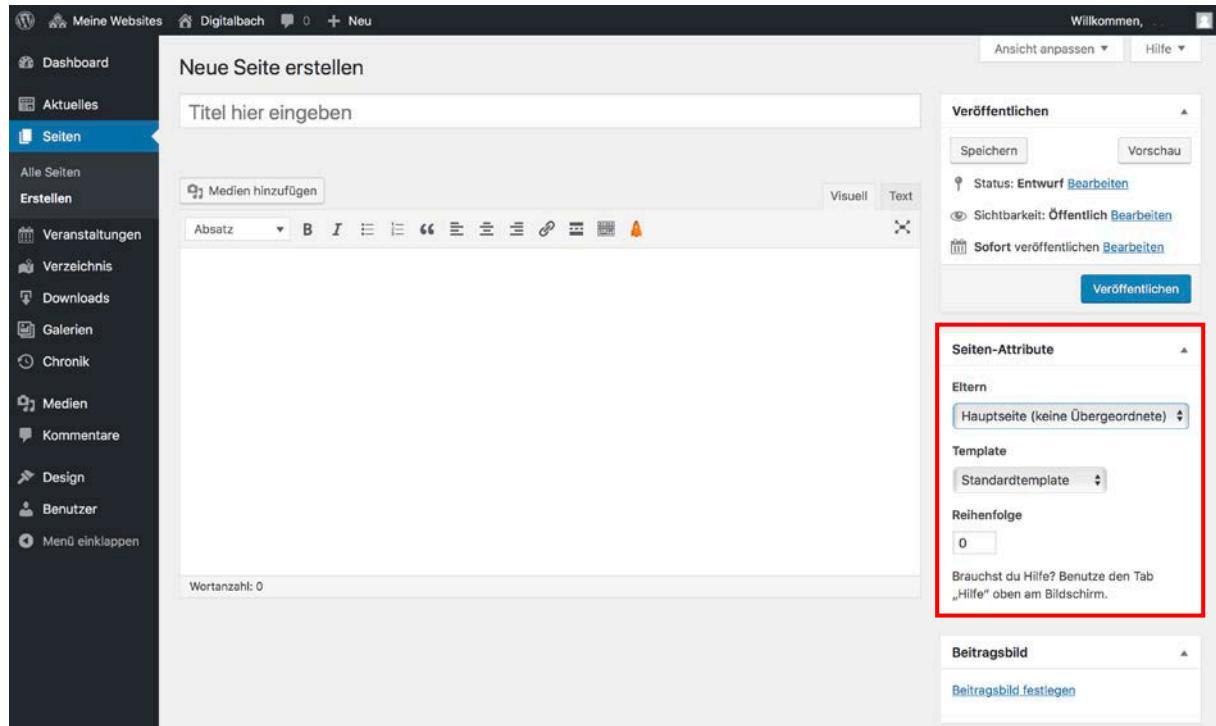 Meine Websites Digitalbach 0 + Neu Willkommen,
Ansicht anpassen Hilfe
Dashboard
Aktuelles
Seiten
Alle Seiten
Erstellen
Veranstaltungen
Verzeichnis
Downloads
Galerien
Chronik
Medien
Kommentare
Design
Benutzer
Menü einklappen
Neue Seite erstellen
Titel hier eingeben
Medien hinzufügen
Visuell Text
Absatz B I
Wortanzahl: 0
Veröffentlichen
Speichern Vorschau
Status: Entwurf Bearbeiten
Sichtbarkeit: Öffentlich Bearbeiten
Sofort veröffentlichen Bearbeiten
Veröffentlichen
Seiten-Attribute
Eltern
Hauptseite (keine Übergeordnete)
Template
Standardtemplate
Reihenfolge
0
Brauchst du Hilfe? Benutze den Tab
„Hilfe“ oben am Bildschirm.
Beitragsbild
Beitragsbild festlegen